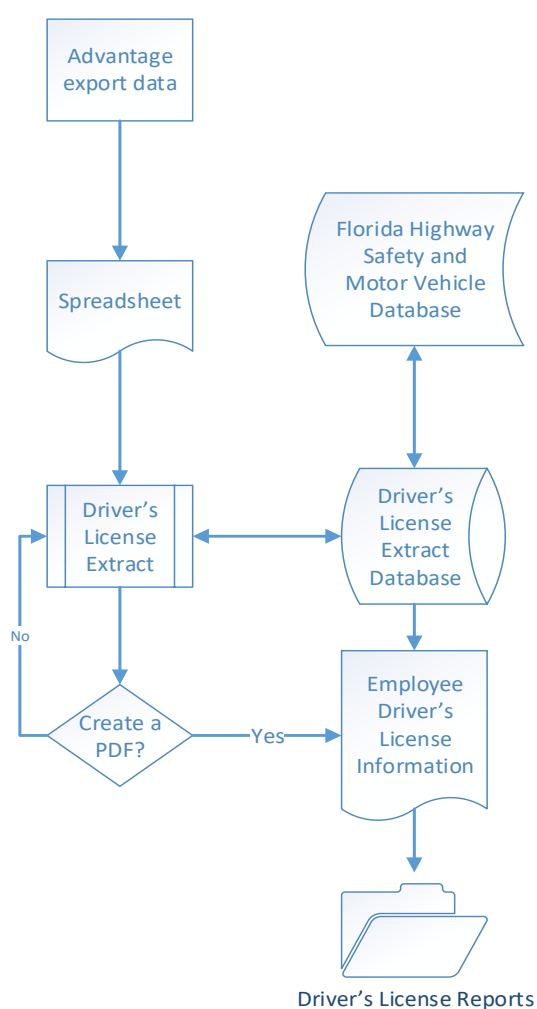 Advantage
export data
Spreadsheet
Florida Highway
Safety and
Motor Vehicle
Database
Driver’s
License
Extract
Driver’s
License
Extract
Database
No
Create a
PDF?
Yes
Employee
Driver’s
License
Information
Driver’s License Reports